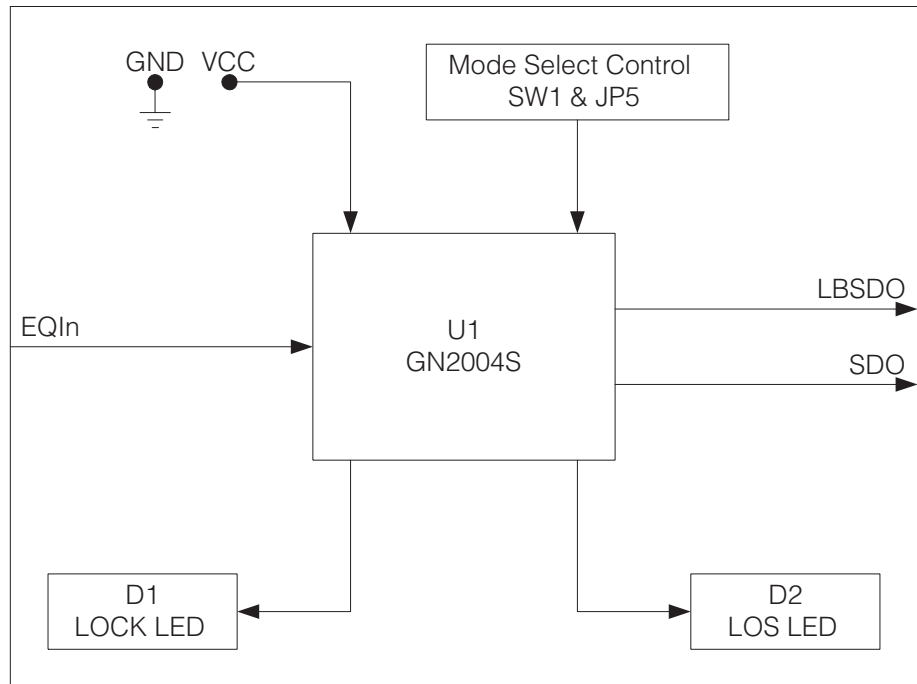 GND VCC
Mode Select Control
SW1 & JP5
EQIn
U1
GN2004S
LBSDO
SDO
D1
LOCK LED
D2
LOS LED